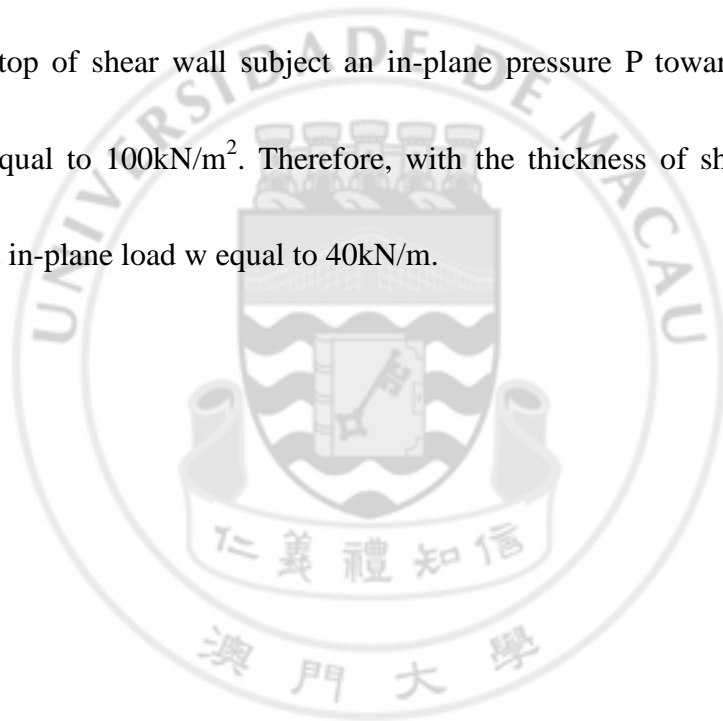 top of shear wall subject an in-plane pressure P towar
qual to 100kN/m².  Therefore, with the thickness of sh
in-plane load w equal to 40kN/m.
UNIVERSIDADE DE MACAU
仁義禮知信
澳門大學